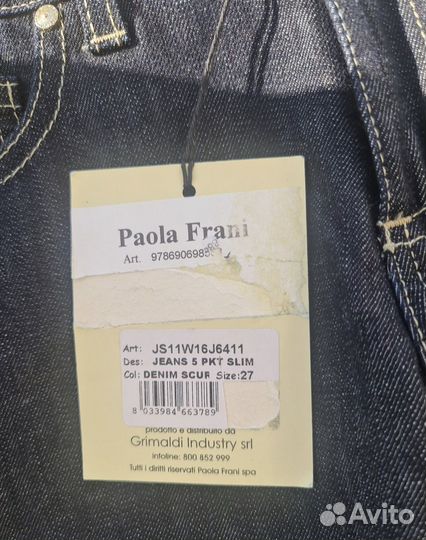 Paola Frani
Art.
Art: JS11W16J6411
Des: JEANS 5 PKT SLIM
Col: DENIM SCUR Size:27
8 033984 663789
prodotto e distribuito da
Grimaldi Industry srl
infoline: 800 852 999
Tutti i diritti riservati Paola Frani spa
Avito